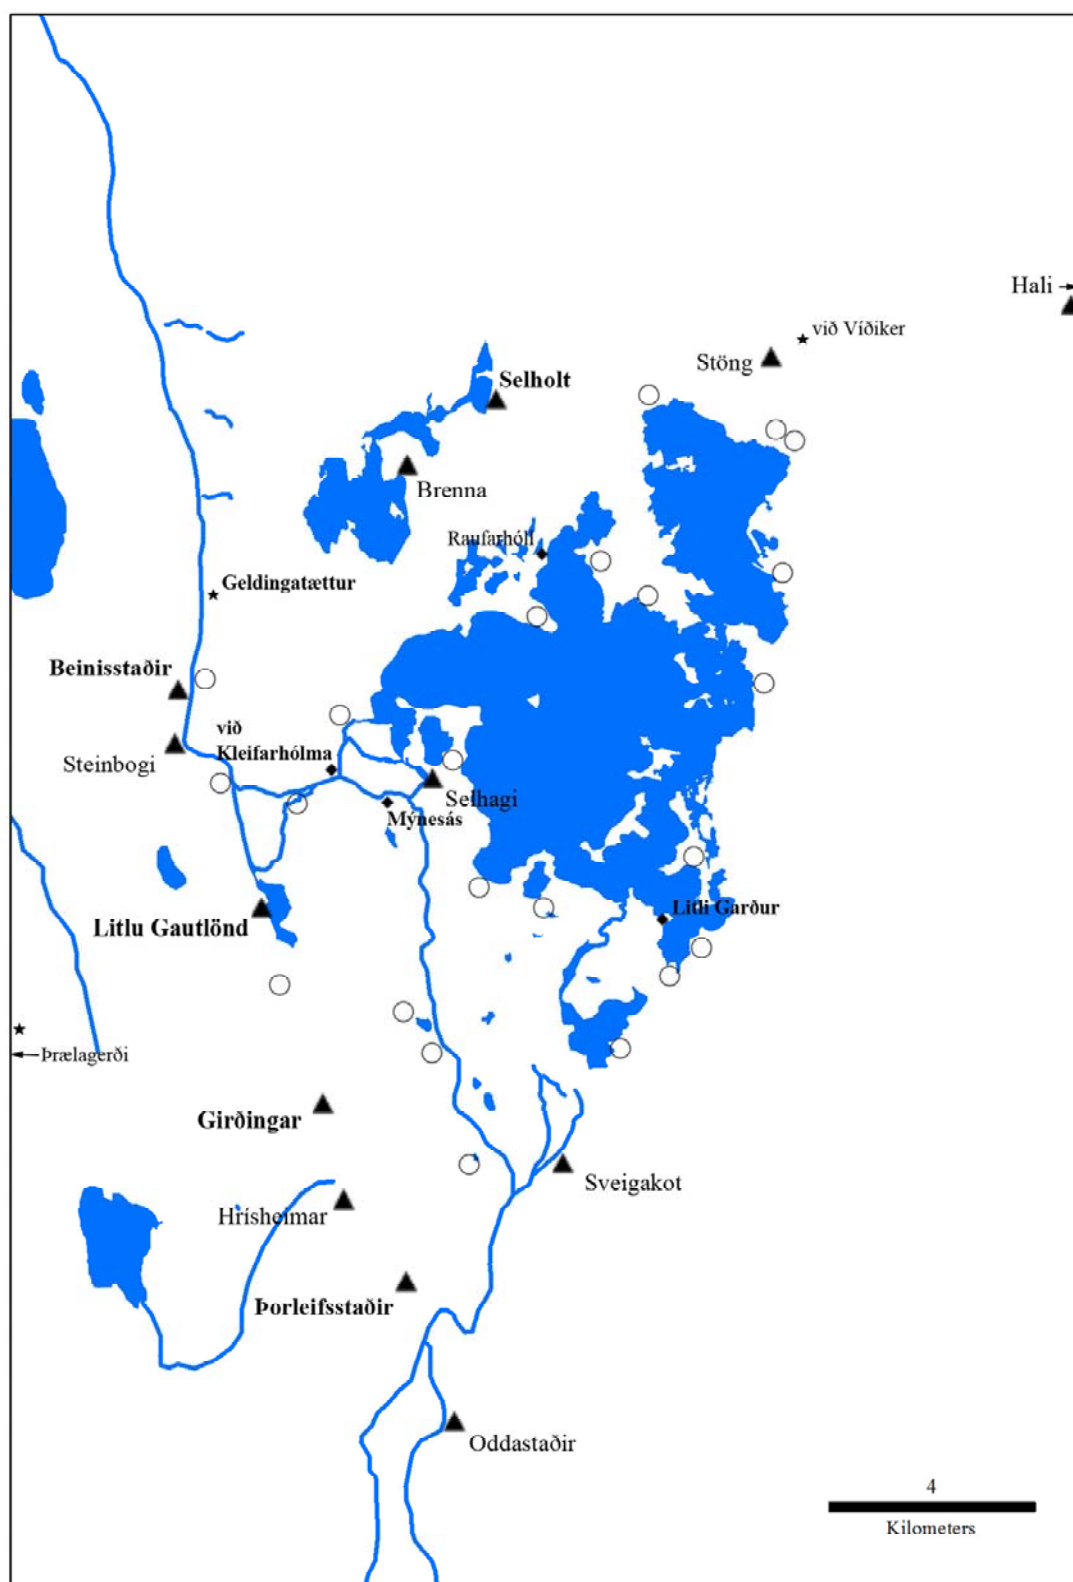 Hali
við Víðiker
Stöng
Selholt
Brenna
Raufarhóll
Geldingatættur
Beinisstaðir
við
Kleifarhólma
Steinbogi
Selhagi
Mýnesás
Litli Garður
Litlu Gautlönd
Þrælagerði
Girðingar
Sveigakot
Hrísheimar
Þorleifsstaðir
Oddastaðir
4
Kilometers